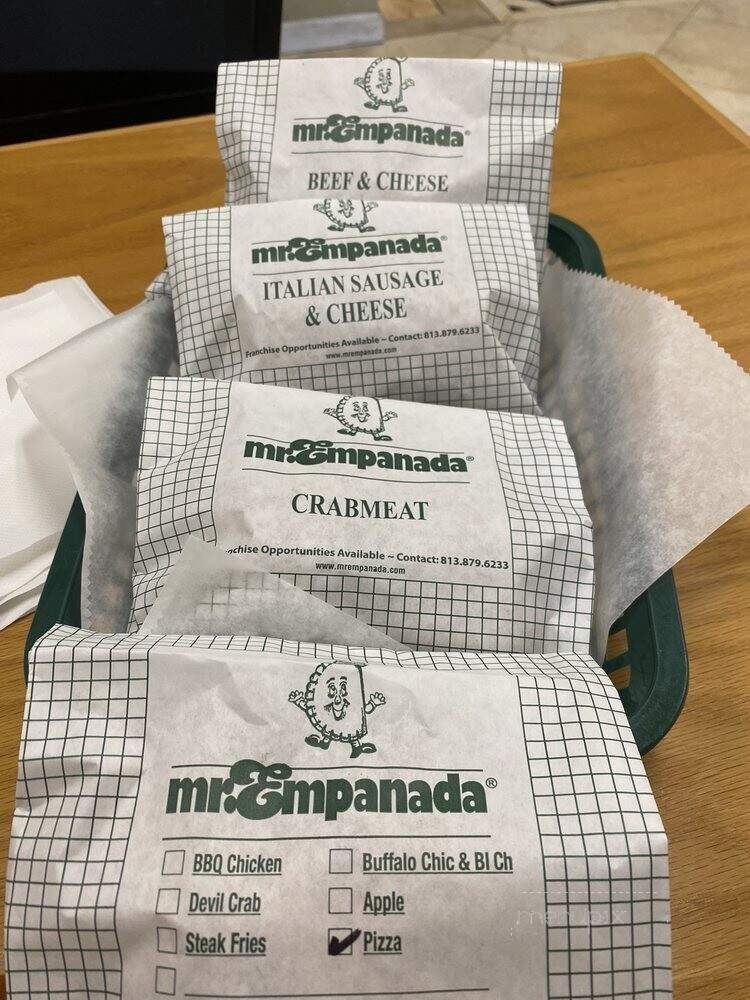 mr. Empanada®
BEEF & CHEESE
mr. Empanada®
ITALIAN SAUSAGE
& CHEESE
Franchise Opportunities Available ~ Contact: 813.879.6233
www.mrempanada.com
mr. Empanada®
CRABMEAT
chise Opportunities Available ~ Contact: 813.879.6233
www.mrempanada.com
mr. Empanada®
BBQ Chicken
Buffalo Chic & Bl Ch
Devil Crab
Apple
Steak Fries
Pizza
menupix